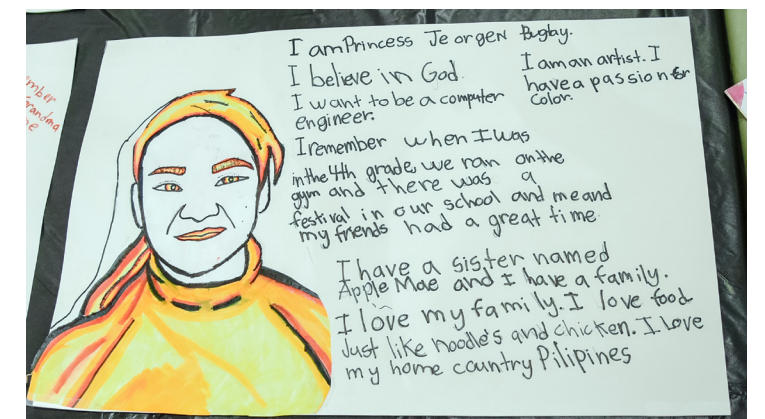 I am Princess Jeorgen Bugbay.
I believe in God.
I want to be a computer
engineer.
I am an artist. I
have a passion for
color.
I remember when I was
in the 4th grade, we ran on the
gym and there was a
festival in our school and me and
my friends had a great time
I have a sister named
Apple Mae and I have a family.
I love my family. I love food
Just like noodle's and chicken. I Love
my home country Pilipines
ember
grandma